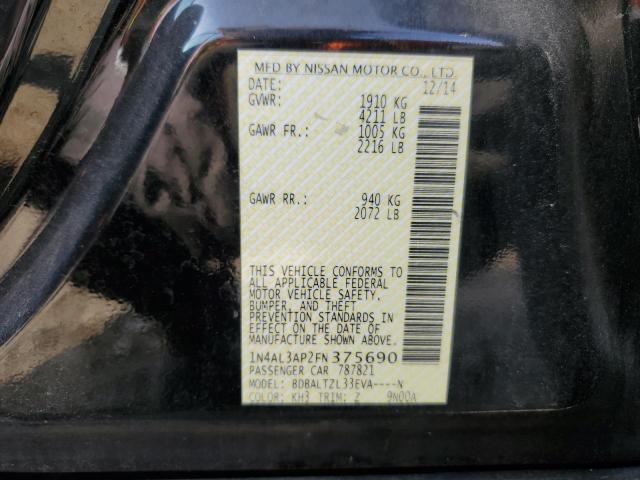 MFD BY NISSAN MOTOR CO., LTD.
DATE: 12/14
GVWR: 1910 KG
4211 LB
GAWR FR.: 1005 KG
2216 LB
GAWR RR.: 940 KG
2072 LB
THIS VEHICLE CONFORMS TO
ALL APPLICABLE FEDERAL
MOTOR VEHICLE SAFETY,
BUMPER, AND THEFT
PREVENTION STANDARDS IN
EFFECT ON THE DATE OF
MANUFACTURE SHOWN ABOVE.
1N4AL3AP2FN375690
PASSENGER CAR 787821
MODEL: BDBALTZL33EVA----N
COLOR: KH3 TRIM: Z 9N00A